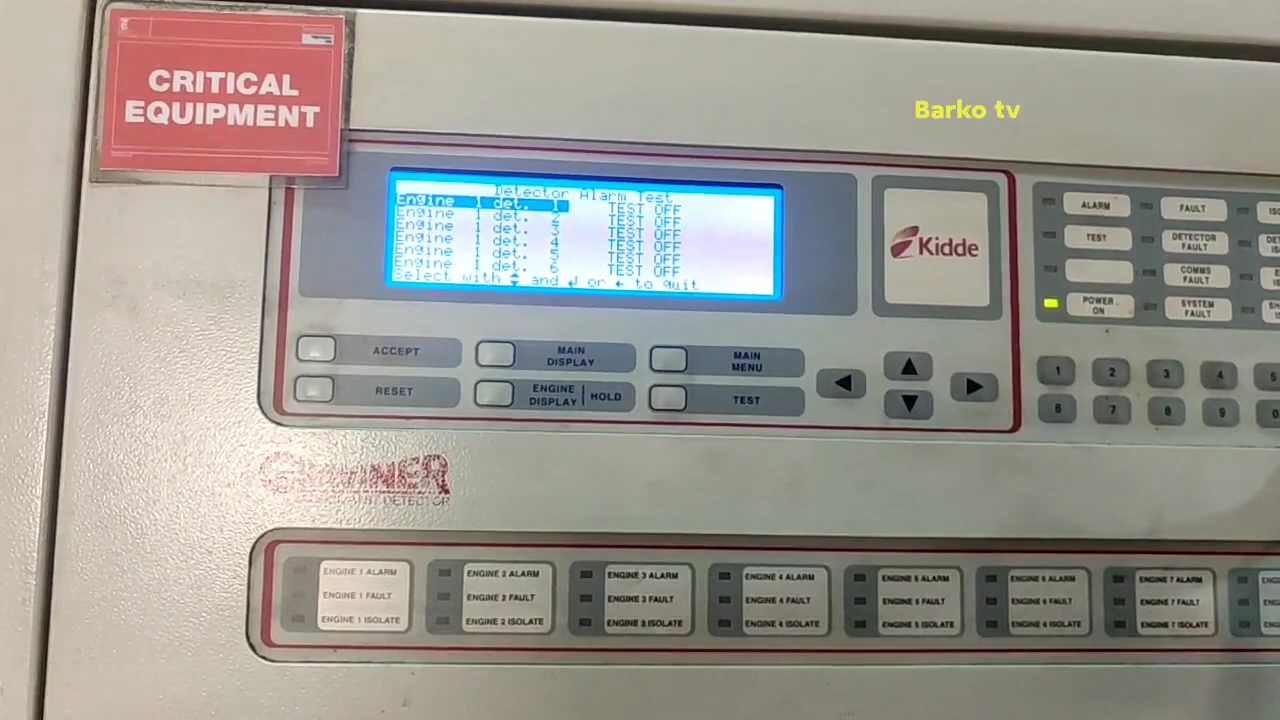 CRITICAL
EQUIPMENT
Barko tv
Detector Alarm Test
Engine 1 det. 1 TEST OFF
Engine 1 det. 2 TEST OFF
Engine 1 det. 3 TEST OFF
Engine 1 det. 4 TEST OFF
Engine 1 det. 5 TEST OFF
Engine 1 det. 6 TEST OFF
Select with and ↲ or ← to quit
Kidde
ALARM
FAULT
TEST
DETECTOR
FAULT
COMMS
FAULT
POWER
ON
SYSTEM
FAULT
ACCEPT
MAIN
DISPLAY
MAIN
MENU
RESET
ENGINE
DISPLAY
HOLD
TEST
1 2 3 4 5
6 7 8 9 0
GRAVINER
DETECTOR
ENGINE 1 ALARM
ENGINE 1 FAULT
ENGINE 1 ISOLATE
ENGINE 2 ALARM
ENGINE 2 FAULT
ENGINE 2 ISOLATE
ENGINE 3 ALARM
ENGINE 3 FAULT
ENGINE 3 ISOLATE
ENGINE 4 ALARM
ENGINE 4 FAULT
ENGINE 4 ISOLATE
ENGINE 5 ALARM
ENGINE 5 FAULT
ENGINE 5 ISOLATE
ENGINE 6 ALARM
ENGINE 6 FAULT
ENGINE 6 ISOLATE
ENGINE 7 ALARM
ENGINE 7 FAULT
ENGINE 7 ISOLATE